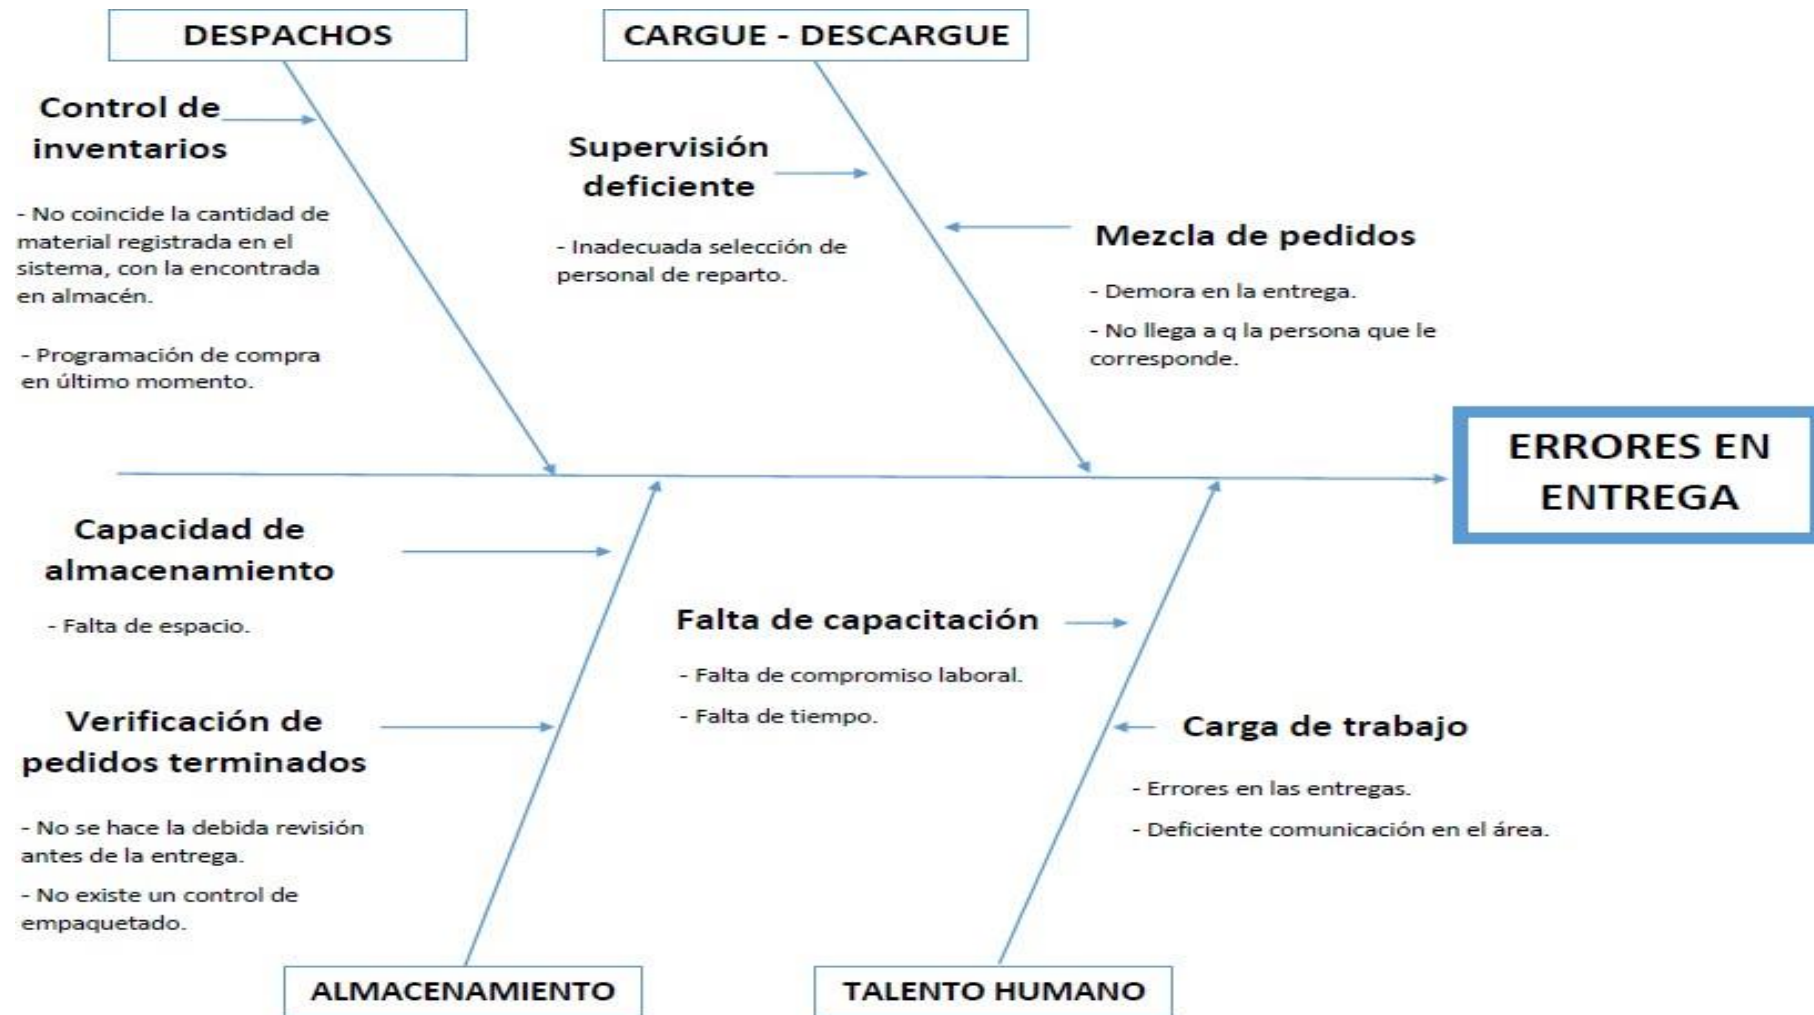 DESPACHOS
CARGUE - DESCARGUE
Control de
inventarios
- No coincide la cantidad de
material registrada en el
sistema, con la encontrada
en almacén.
- Programación de compra
en último momento.
Supervisión
deficiente
- Inadecuada selección de
personal de reparto.
Mezcla de pedidos
- Demora en la entrega.
- No llega a q la persona que le
corresponde.
ERRORES EN
ENTREGA
Capacidad de
almacenamiento
- Falta de espacio.
Verificación de
pedidos terminados
- No se hace la debida revisión
antes de la entrega.
- No existe un control de
empaquetado.
Falta de capacitación
- Falta de compromiso laboral.
- Falta de tiempo.
Carga de trabajo
- Errores en las entregas.
- Deficiente comunicación en el área.
ALMACENAMIENTO
TALENTO HUMANO